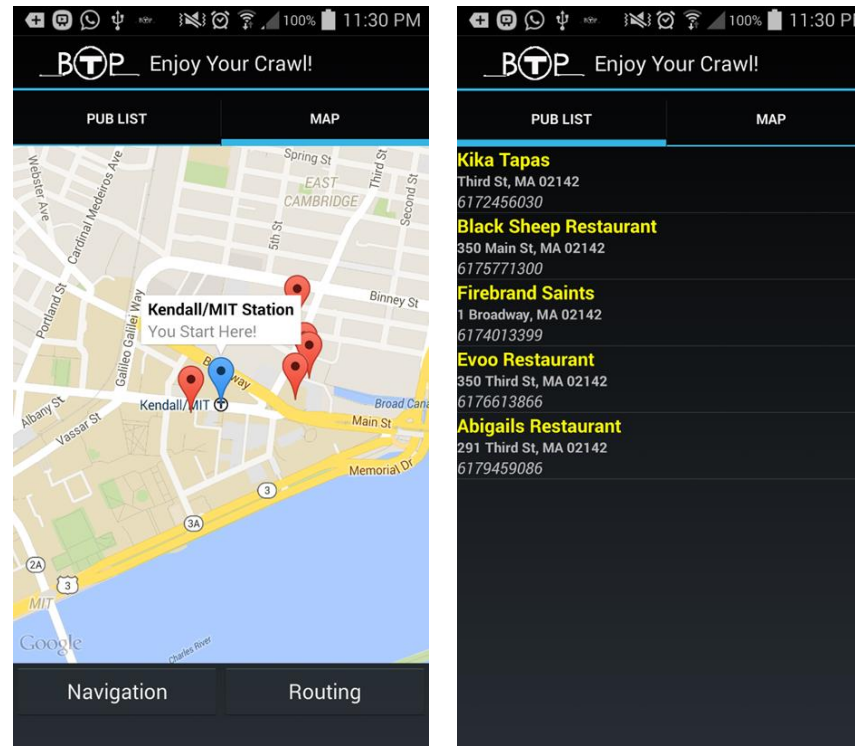 100% 11:30 PM
BTP Enjoy Your Crawl!
PUB LIST MAP
Webster Ave
Cardinal Medeiros Ave
Spring St
Third St
EAST
CAMBRIDGE
Second St
5th St
Portland St
Galileo Galilei Way
Binney St
Kendall/MIT Station
You Start Here!
Broadway
Kendall/MIT T
Broad Cana
Albany St
Vassar St
Main St
Memorial Dr
3
3A
2A
3
MIT
Google
Charles River
Navigation Routing
100% 11:30 P
BTP Enjoy Your Crawl!
PUB LIST MAP
Kika Tapas
Third St, MA 02142
6172456030
Black Sheep Restaurant
350 Main St, MA 02142
6175771300
Firebrand Saints
1 Broadway, MA 02142
6174013399
Evoo Restaurant
350 Third St, MA 02142
6176613866
Abigails Restaurant
291 Third St, MA 02142
6179459086